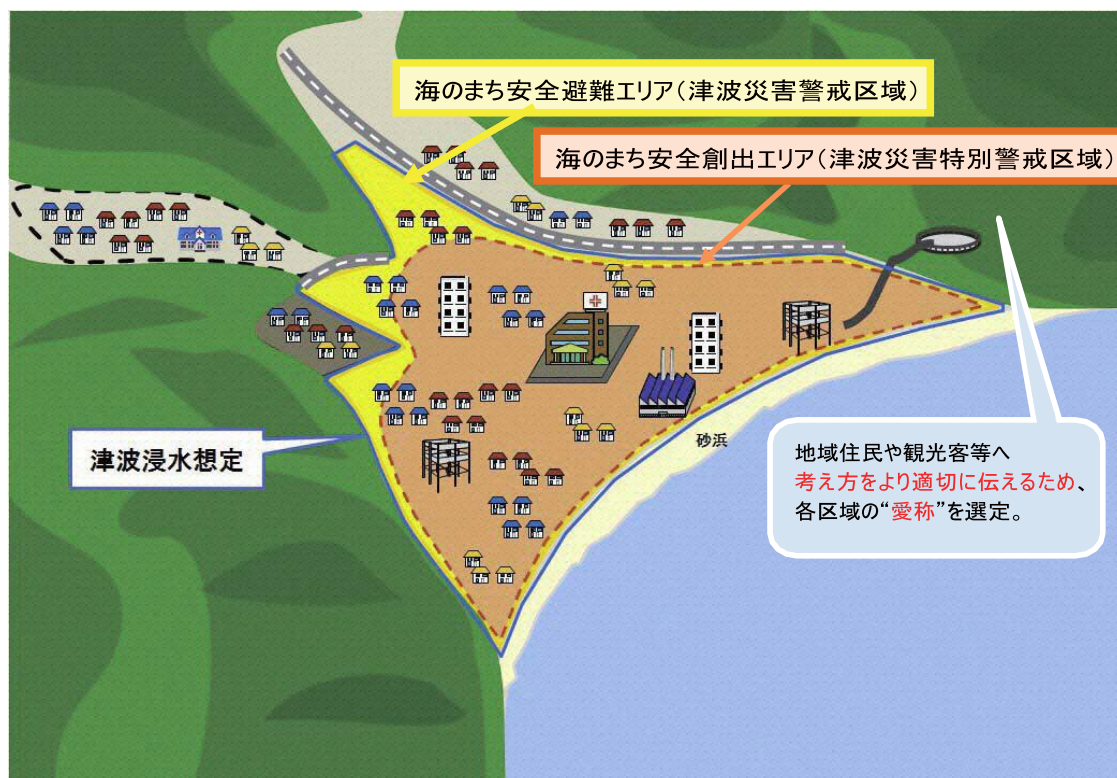 海のまち安全避難エリア（津波災害警戒区域）
海のまち安全創出エリア（津波災害特別警戒区域）
津波浸水想定
砂浜
地域住民や観光客等へ
考え方をより適切に伝えるため、
各区域の“愛称”を選定。